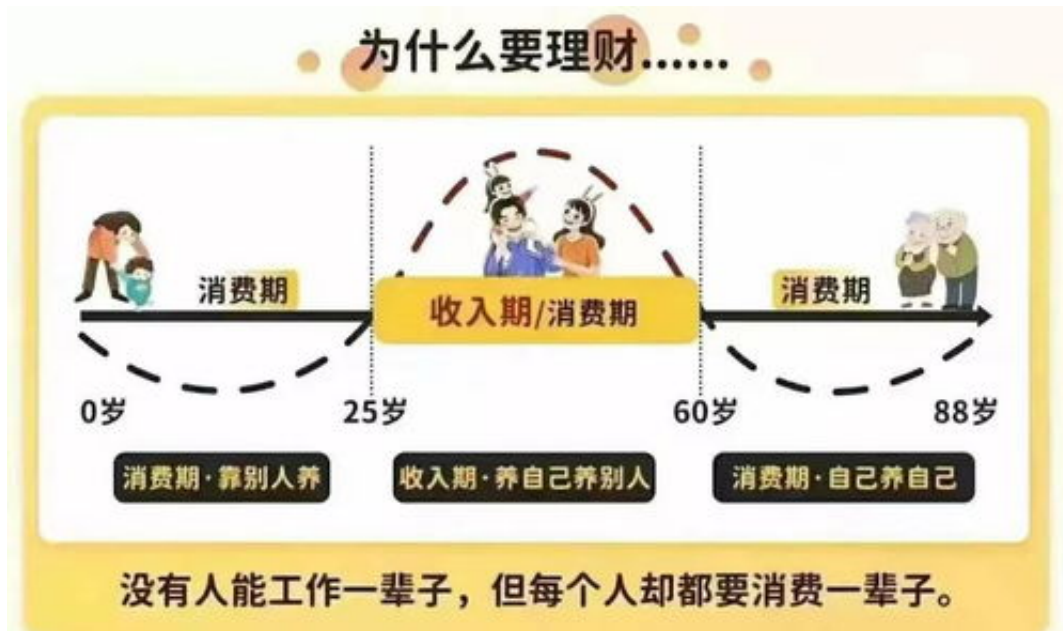 为什么要理财......
消费期
收入期/消费期
消费期
0岁
25岁
60岁
88岁
消费期·靠别人养
收入期·养自己养别人
消费期·自己养自己
没有人能工作一辈子，但每个人却都要消费一辈子。